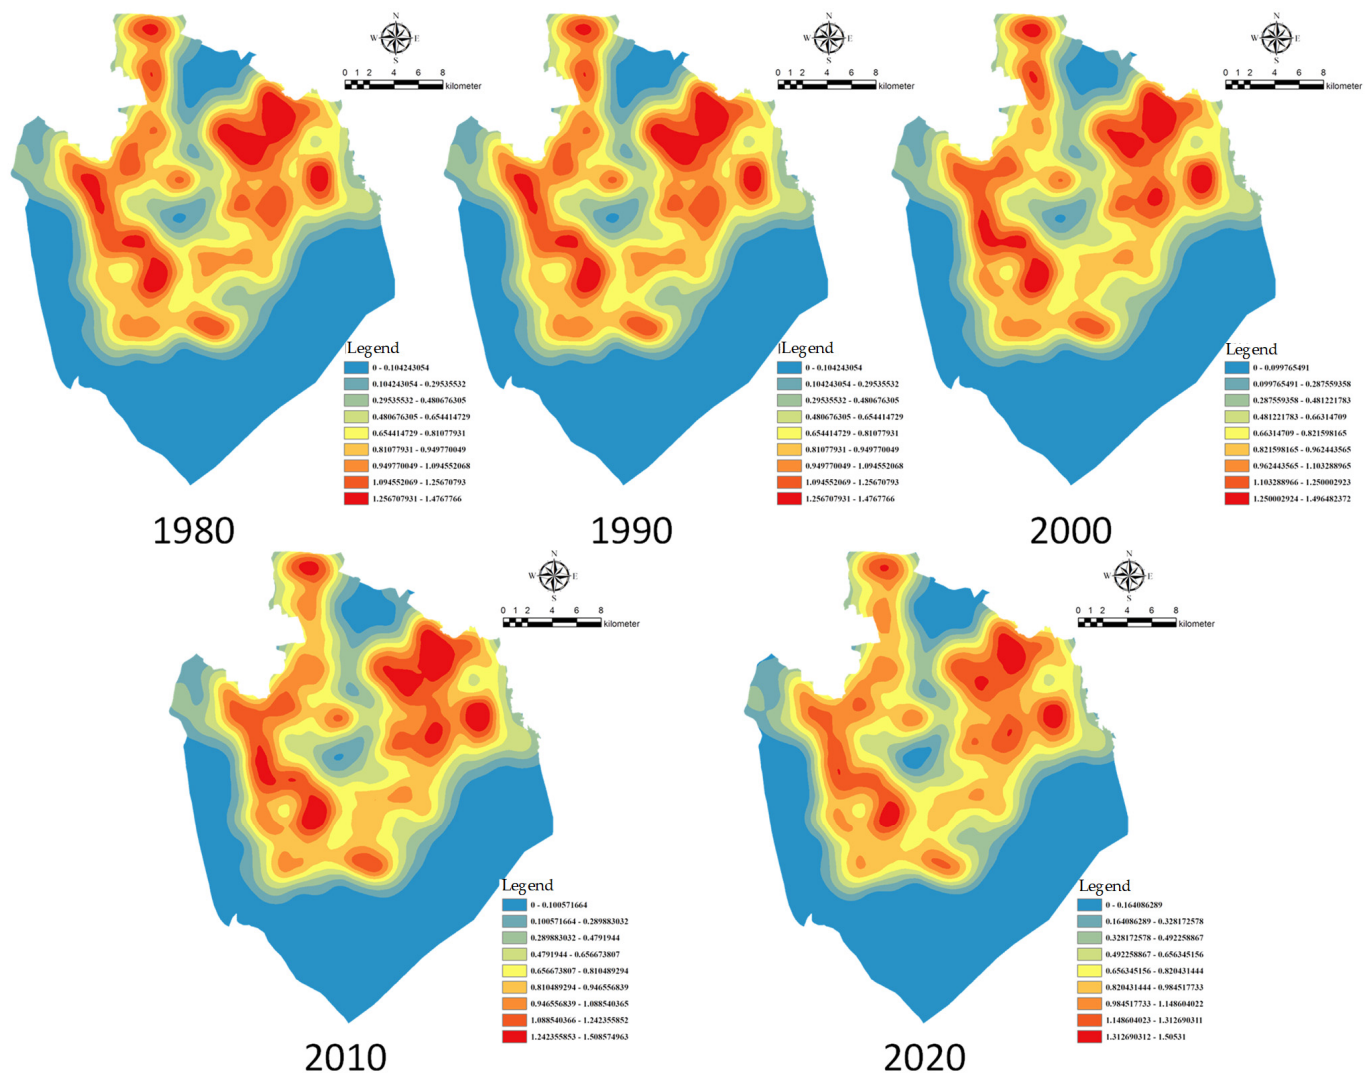 N
W E
S
0 1 2 4 6 8
kilometer
Legend
0 - 0.104243054
0.104243054 - 0.29535532
0.29535532 - 0.480676305
0.480676305 - 0.654414729
0.654414729 - 0.81077931
0.81077931 - 0.949770049
0.949770049 - 1.094552068
1.094552069 - 1.25670793
1.256707931 - 1.4767766
1980
N
W E
S
0 1 2 4 6 8
kilometer
Legend
0 - 0.104243054
0.104243054 - 0.29535532
0.29535532 - 0.480676305
0.480676305 - 0.654414729
0.654414729 - 0.81077931
0.81077931 - 0.949770049
0.949770049 - 1.094552068
1.094552069 - 1.25670793
1.256707931 - 1.4767766
1990
N
W E
S
0 1 2 4 6 8
kilometer
Legend
0 - 0.099765491
0.099765491 - 0.287559358
0.287559358 - 0.481221783
0.481221783 - 0.66314709
0.66314709 - 0.821598165
0.821598165 - 0.962443565
0.962443565 - 1.103288965
1.103288966 - 1.250002923
1.250002924 - 1.496482372
2000
N
W E
S
0 1 2 4 6 8
kilometer
Legend
0 - 0.100571664
0.100571664 - 0.289883032
0.289883032 - 0.4791944
0.4791944 - 0.656673807
0.656673807 - 0.810489294
0.810489294 - 0.946556839
0.946556839 - 1.088540365
1.088540366 - 1.242355852
1.242355853 - 1.508574963
2010
N
W E
S
0 1 2 4 6 8
kilometer
Legend
0 - 0.164086289
0.164086289 - 0.328172578
0.328172578 - 0.492258867
0.492258867 - 0.656345156
0.656345156 - 0.820431444
0.820431444 - 0.984517733
0.984517733 - 1.148604022
1.148604023 - 1.312690311
1.312690312 - 1.50531
2020